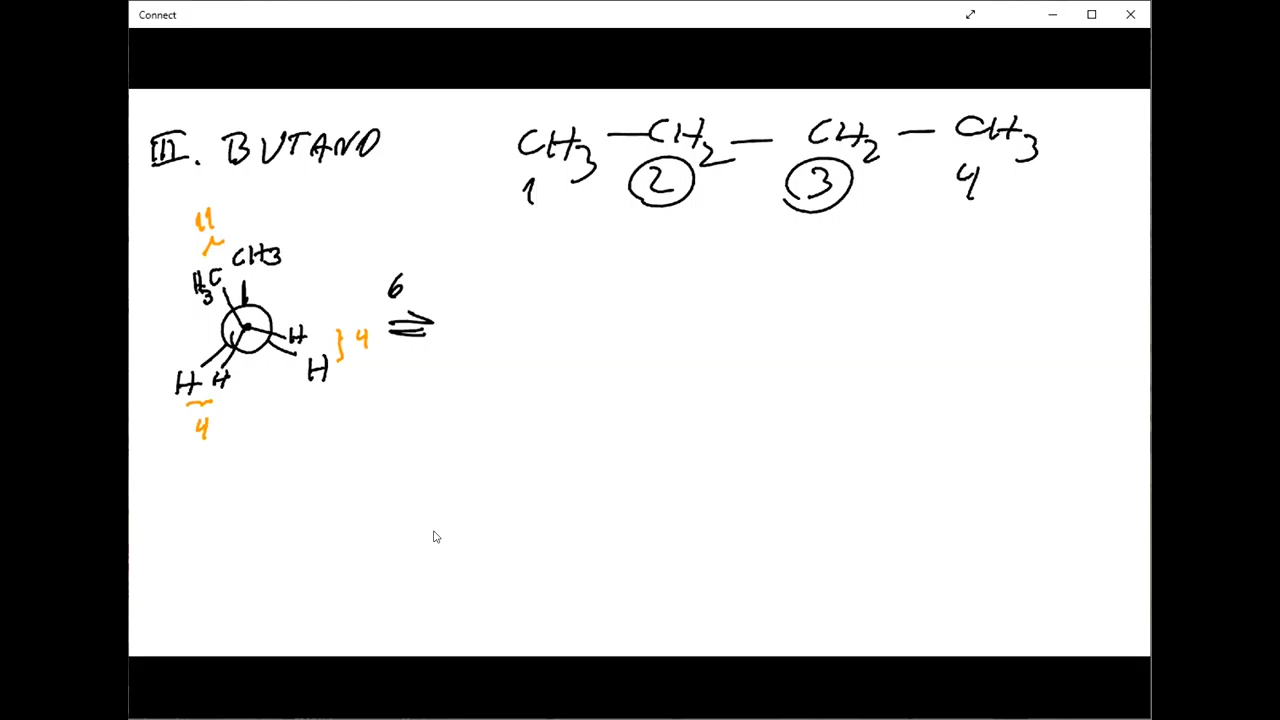 Connect
III. BUTANO CH3 — CH2 — CH2 — CH3
1 2 3 4
11
H3C CH3
6
H
H } 4
H H
4